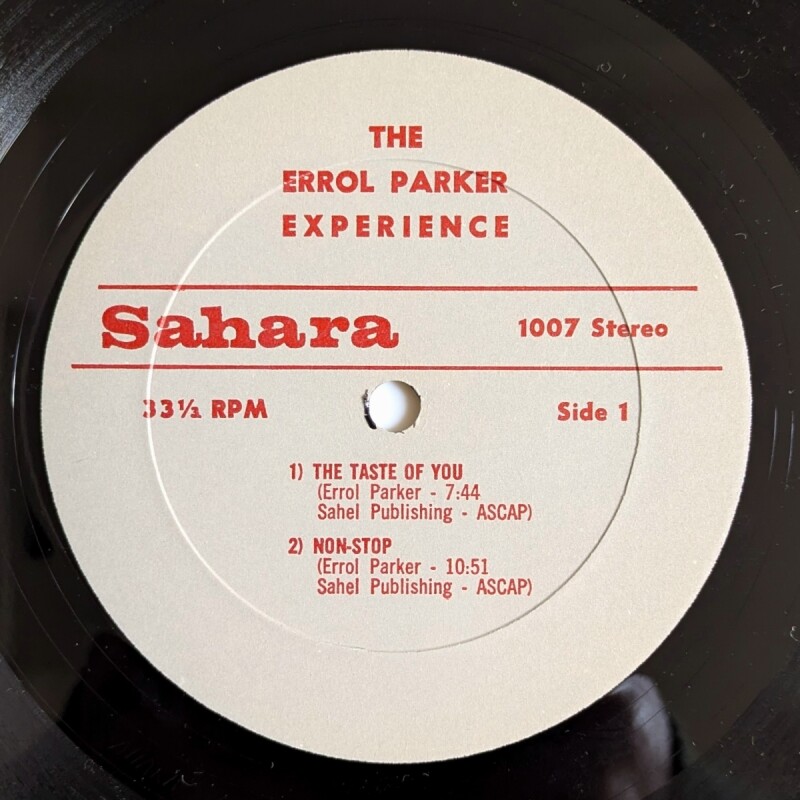 THE
ERROL PARKER
EXPERIENCE
Sahara
1007 Stereo
33⅓ RPM
Side 1
1) THE TASTE OF YOU
(Errol Parker - 7:44
Sahel Publishing - ASCAP)
2) NON-STOP
(Errol Parker - 10:51
Sahel Publishing - ASCAP)